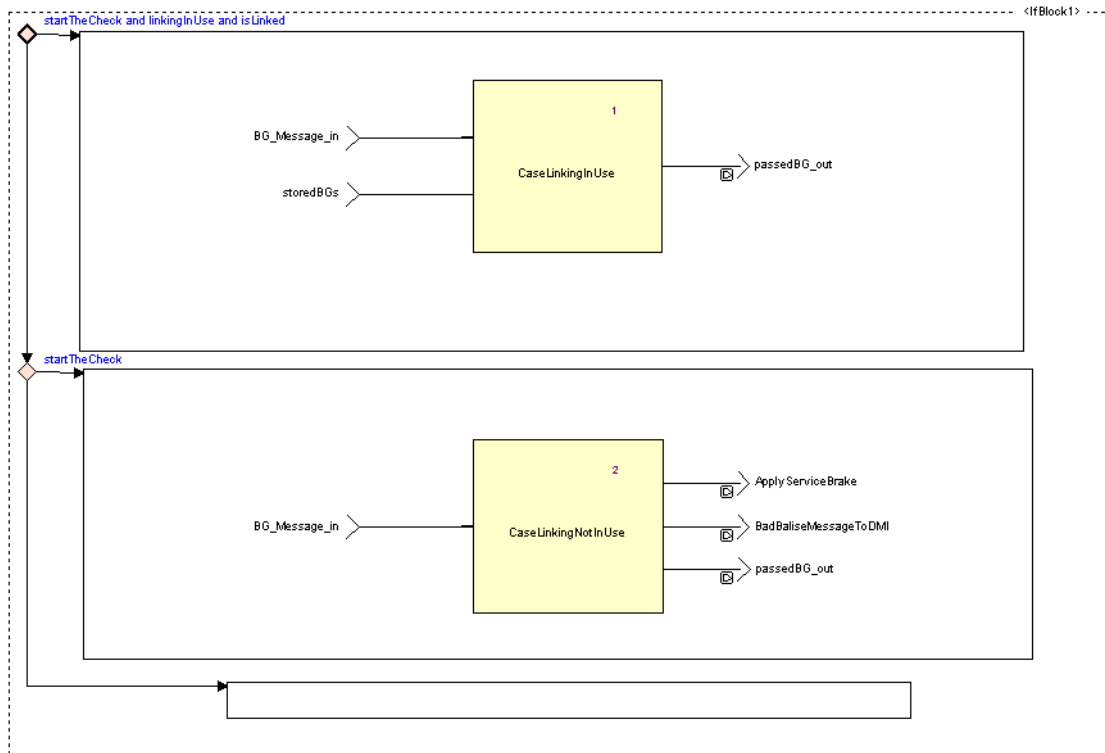 <IfBlock1>
startTheCheck and linkingInUse and isLinked
1
BG_Message_in
CaseLinkingInUse
passedBG_out
storedBGs
startTheCheck
2
ApplyServiceBrake
BG_Message_in
CaseLinkingNotInUse
BadBaliseMessageToDMI
passedBG_out